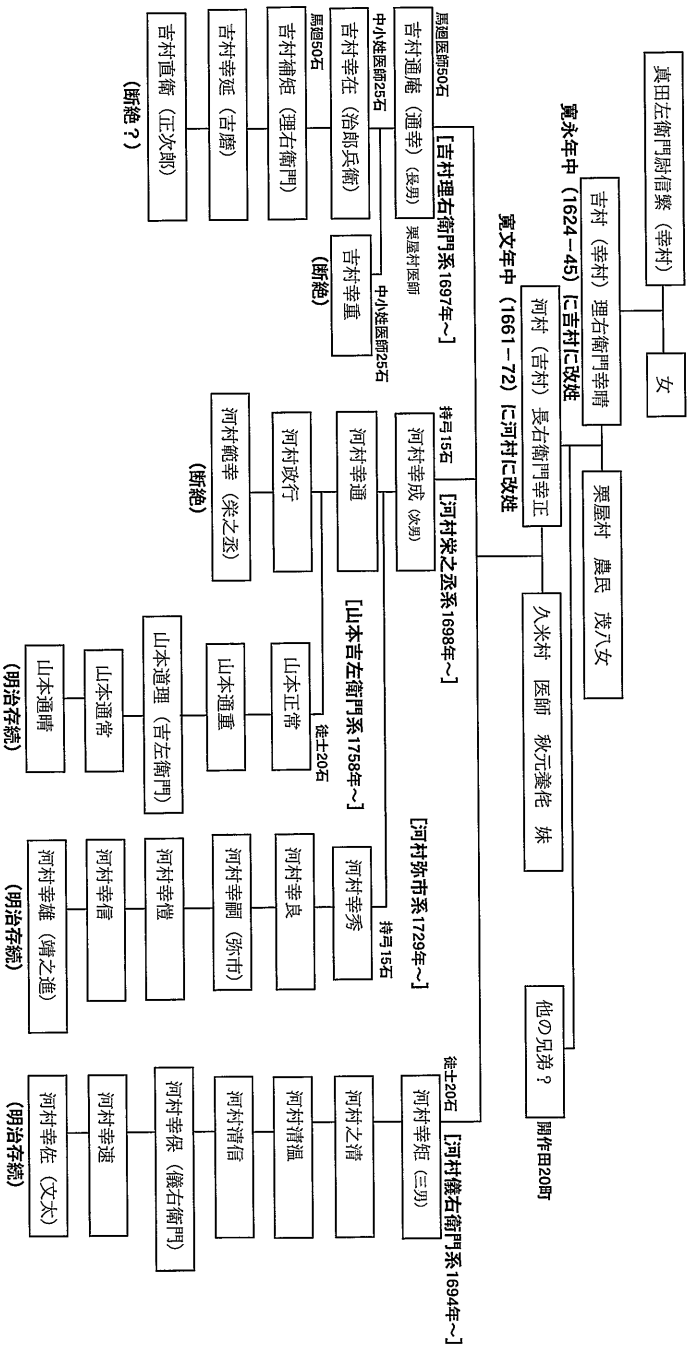 真田左衛門尉信繁（幸村）
女
吉村（幸村）理右衛門幸晴
寛永年中（1624－45）に吉村に改姓
栗屋村　農民　茂八女
河村（吉村）長右衛門幸正
寛文年中（1661－72）に河村に改姓
久米村　医師　秋元養侘　妹
他の兄弟？
開作田20町
[吉村理右衛門系1697年～]
馬廻医師50石
吉村通庵（通幸）（長男）
栗屋村医師
中小姓医師25石
吉村幸在（治郎兵衛）
中小姓医師25石
吉村幸重
（断絶）
馬廻50石
吉村補矩（理右衛門）
吉村幸延（古磨）
吉村直衛（正次郎）
（断絶？）
[河村栄之丞系1698年～]
持弓15石
河村幸成（次男）
河村幸通
河村政行
河村範幸（栄之丞）
（断絶）
[山本吉左衛門系1758年～]
徒士20石
山本正常
山本通重
山本道理（吉左衛門）
山本通常
山本通晴
（明治存続）
[河村弥市系1729年～]
持弓15石
河村幸秀
河村幸良
河村幸嗣（弥市）
河村幸愷
河村幸信
河村幸雄（靖之進）
（明治存続）
[河村儀右衛門系1694年～]
徒士20石
河村幸矩（三男）
河村之清
河村清温
河村清信
河村幸保（儀右衛門）
河村幸速
河村幸佐（文太）
（明治存続）